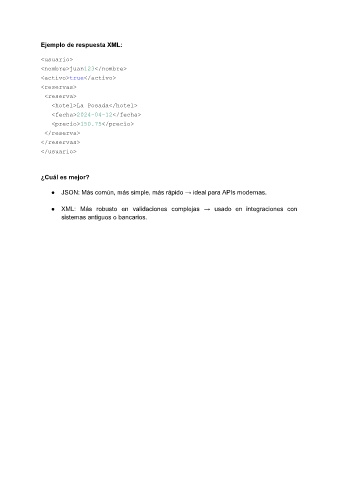 Ejemplo de respuesta XML:
<usuario>
<nombre>juan123</nombre>
<activo>true</activo>
<reservas>
<reserva>
<hotel>La Posada</hotel>
<fecha>2024-04-12</fecha>
<precio>150.75</precio>
</reserva>
</reservas>
</usuario>
¿Cuál es mejor?
● JSON: Más común, más simple, más rápido → ideal para APIs modernas.
● XML: Más robusto en validaciones complejas → usado en integraciones con
sistemas antiguos o bancarios.